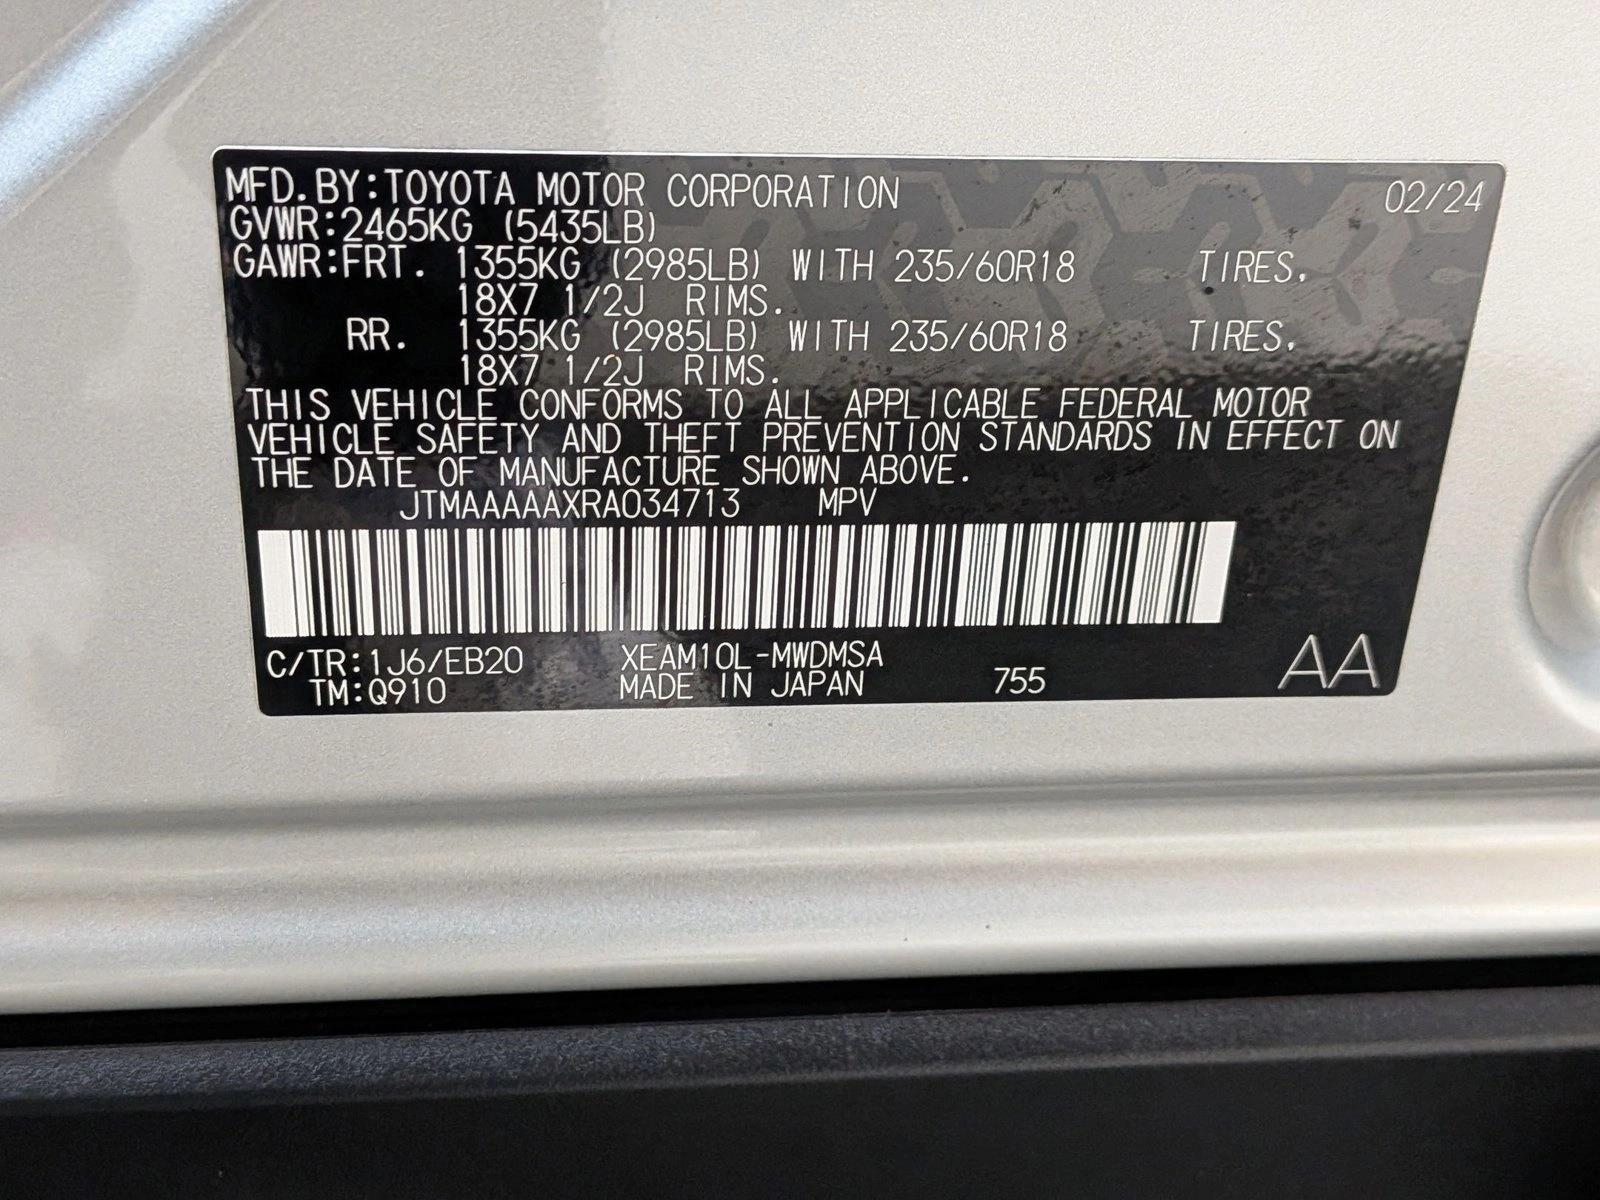 MFD.BY:TOYOTA MOTOR CORPORATION 02/24
GVWR:2465KG (5435LB)
GAWR:FRT. 1355KG (2985LB) WITH 235/60R18 TIRES,
18X7 1/2J RIMS.
RR. 1355KG (2985LB) WITH 235/60R18 TIRES,
18X7 1/2J RIMS.
THIS VEHICLE CONFORMS TO ALL APPLICABLE FEDERAL MOTOR
VEHICLE SAFETY AND THEFT PREVENTION STANDARDS IN EFFECT ON
THE DATE OF MANUFACTURE SHOWN ABOVE.
JTMAAAAAXRA034713 MPV
C/TR:1J6/EB20 XEAM10L-MWDMSA
TM:Q910 MADE IN JAPAN 755 AA